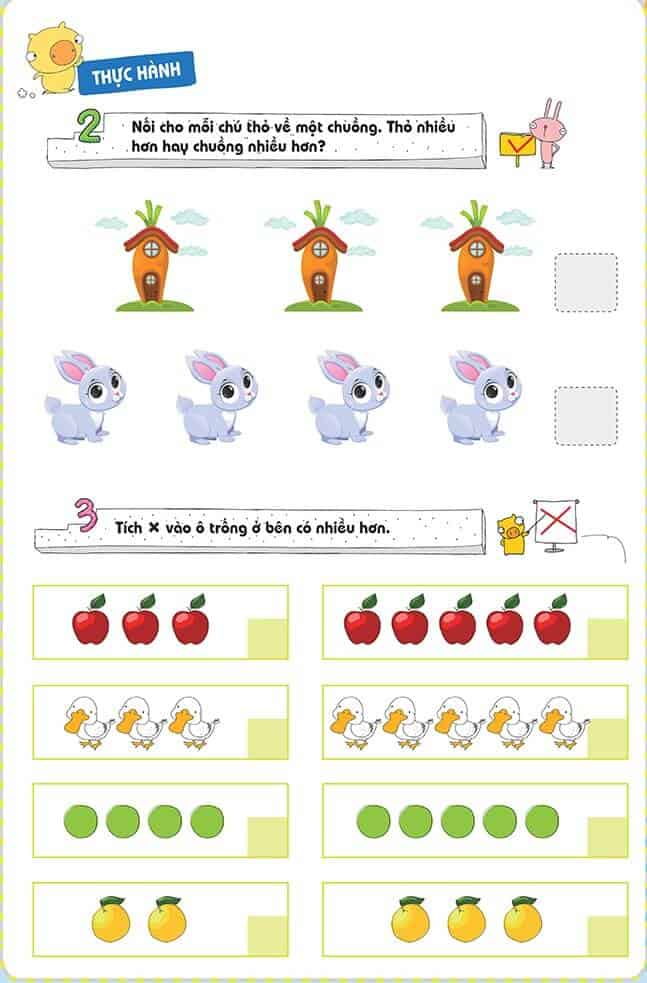 THỰC HÀNH
2
Nối cho mỗi chú thỏ về một chuồng. Thỏ nhiều
hơn hay chuồng nhiều hơn?
3
Tích × vào ô trống ở bên có nhiều hơn.